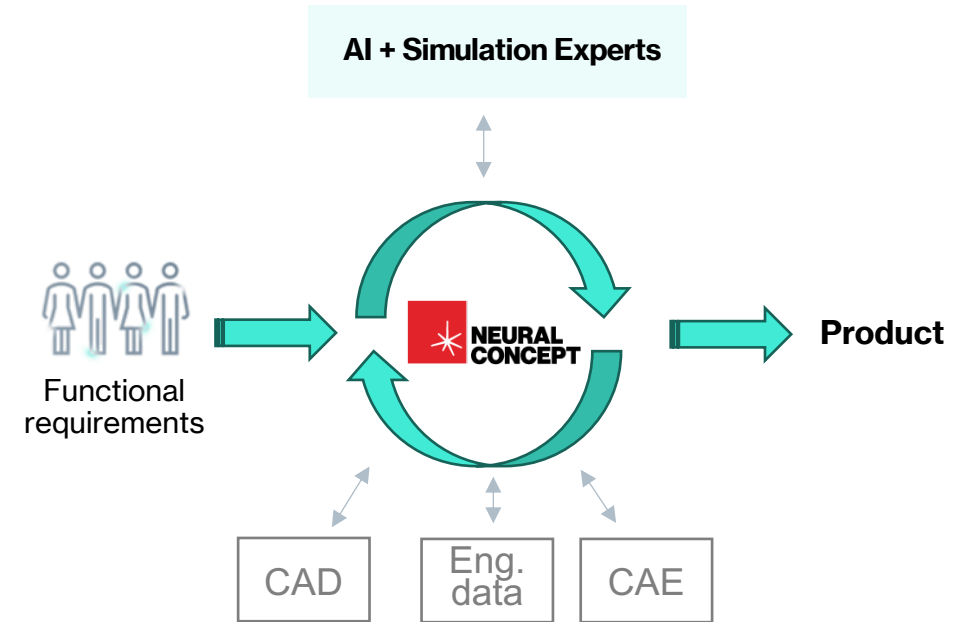 AI + Simulation Experts
NEURAL
CONCEPT
Product
Functional
requirements
CAD
Eng.
data
CAE